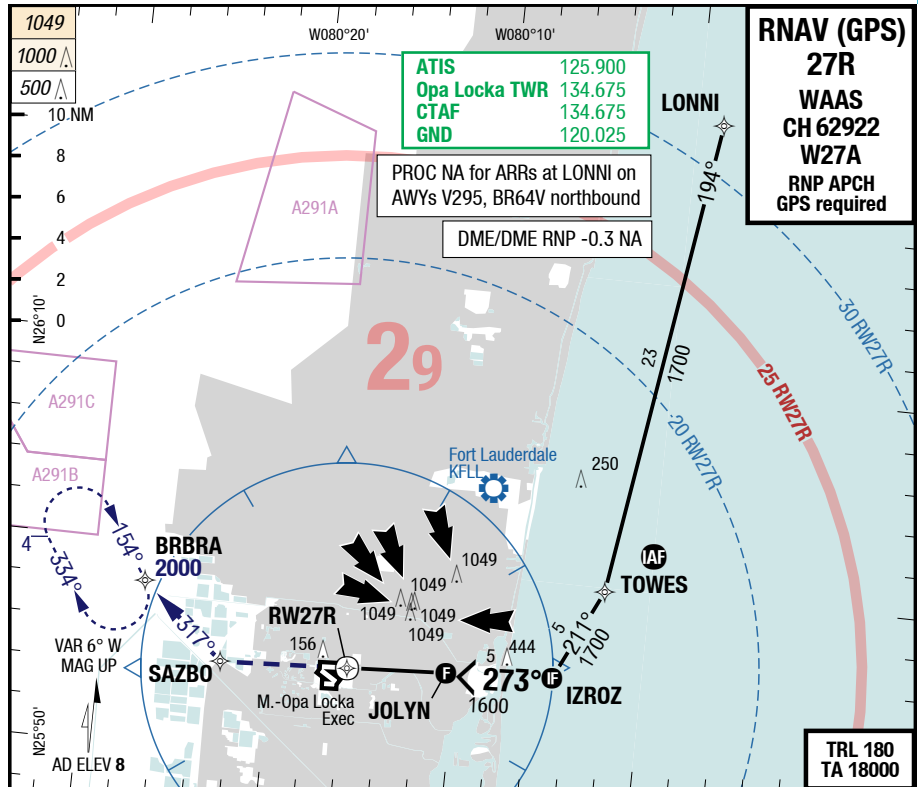 1049
1000
500
W080°20'
W080°10'
RNAV (GPS)
27R
WAAS
CH 62922
W27A
RNP APCH
GPS required
ATIS 125.900
Opa Locka TWR 134.675
CTAF 134.675
GND 120.025
LONNI
10 NM
8
6
4
2
0
N26°10'
A291A
PROC NA for ARRs at LONNI on
AWYs V295, BR64V northbound
DME/DME RNP -0.3 NA
194°
29
23
1700
30 RW27R
25 RW27R
20 RW27R
A291C
A291B
Fort Lauderdale
KFLL
250
4
154°
334°
BRBRA
2000
IAF
TOWES
1049
1049
1049
1049
1049
RW27R
156
317°
5
211°
1700
VAR 6° W
MAG UP
SAZBO
5
444
273°
1600
IF
IZROZ
F
JOLYN
M.-Opa Locka
Exec
N25°50'
AD ELEV 8
TRL 180
TA 18000